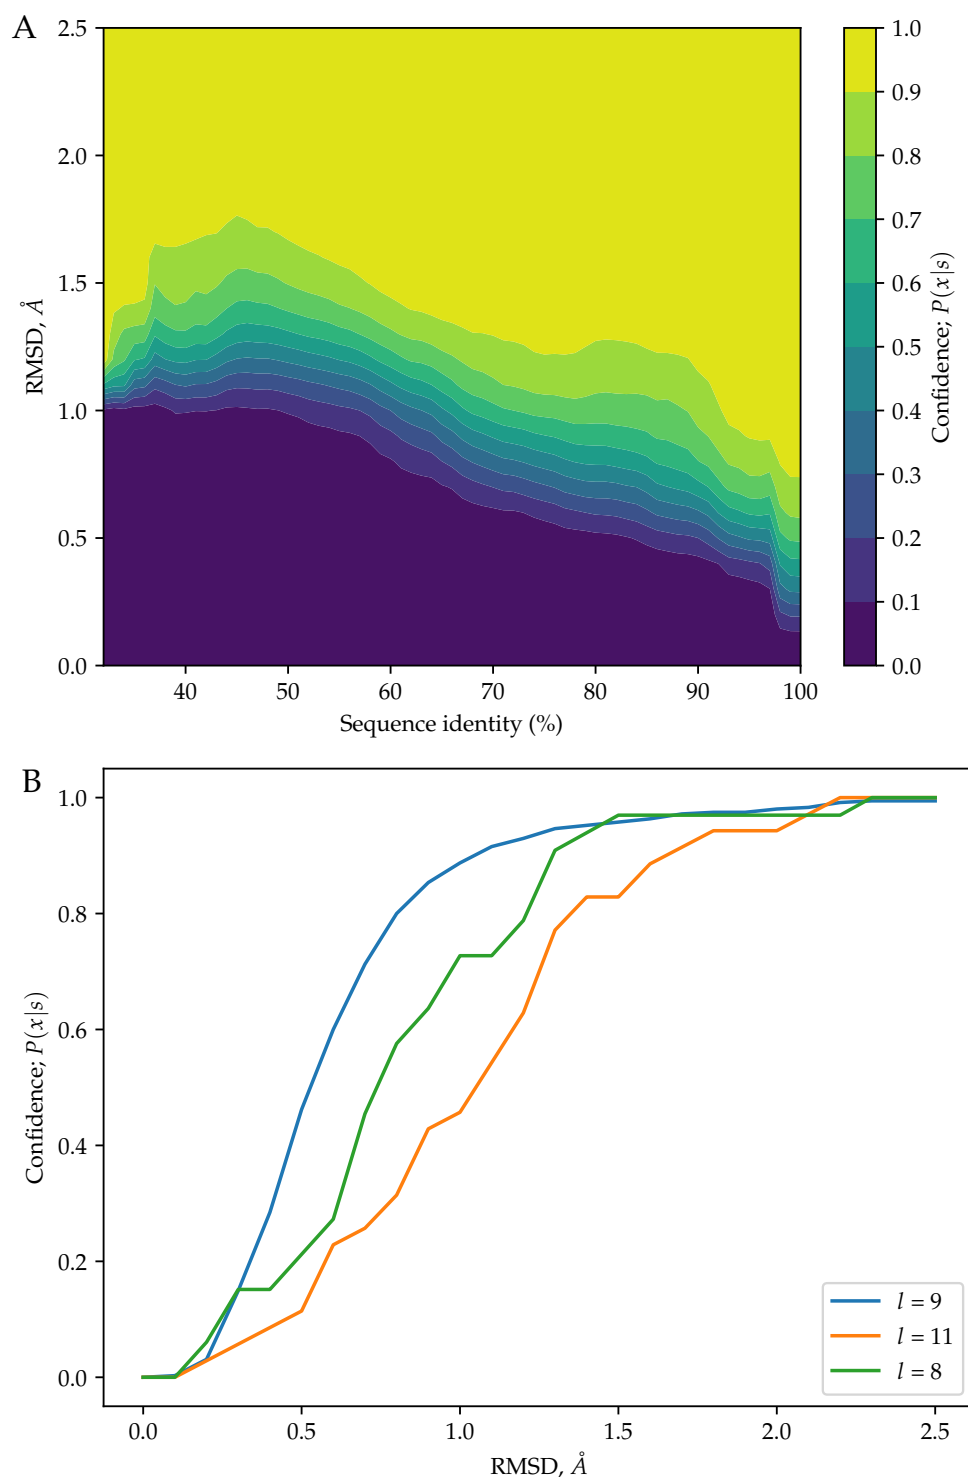 A
2.5
2.0
1.5
1.0
0.5
0.0
RMSD, Å
40 50 60 70 80 90 100
Sequence identity (%)
1.0
0.9
0.8
0.7
0.6
0.5
0.4
0.3
0.2
0.1
0.0
Confidence; P(x|s)
B
1.0
0.8
0.6
0.4
0.2
0.0
Confidence; P(x|s)
l = 9
l = 11
l = 8
0.0 0.5 1.0 1.5 2.0 2.5
RMSD, Å